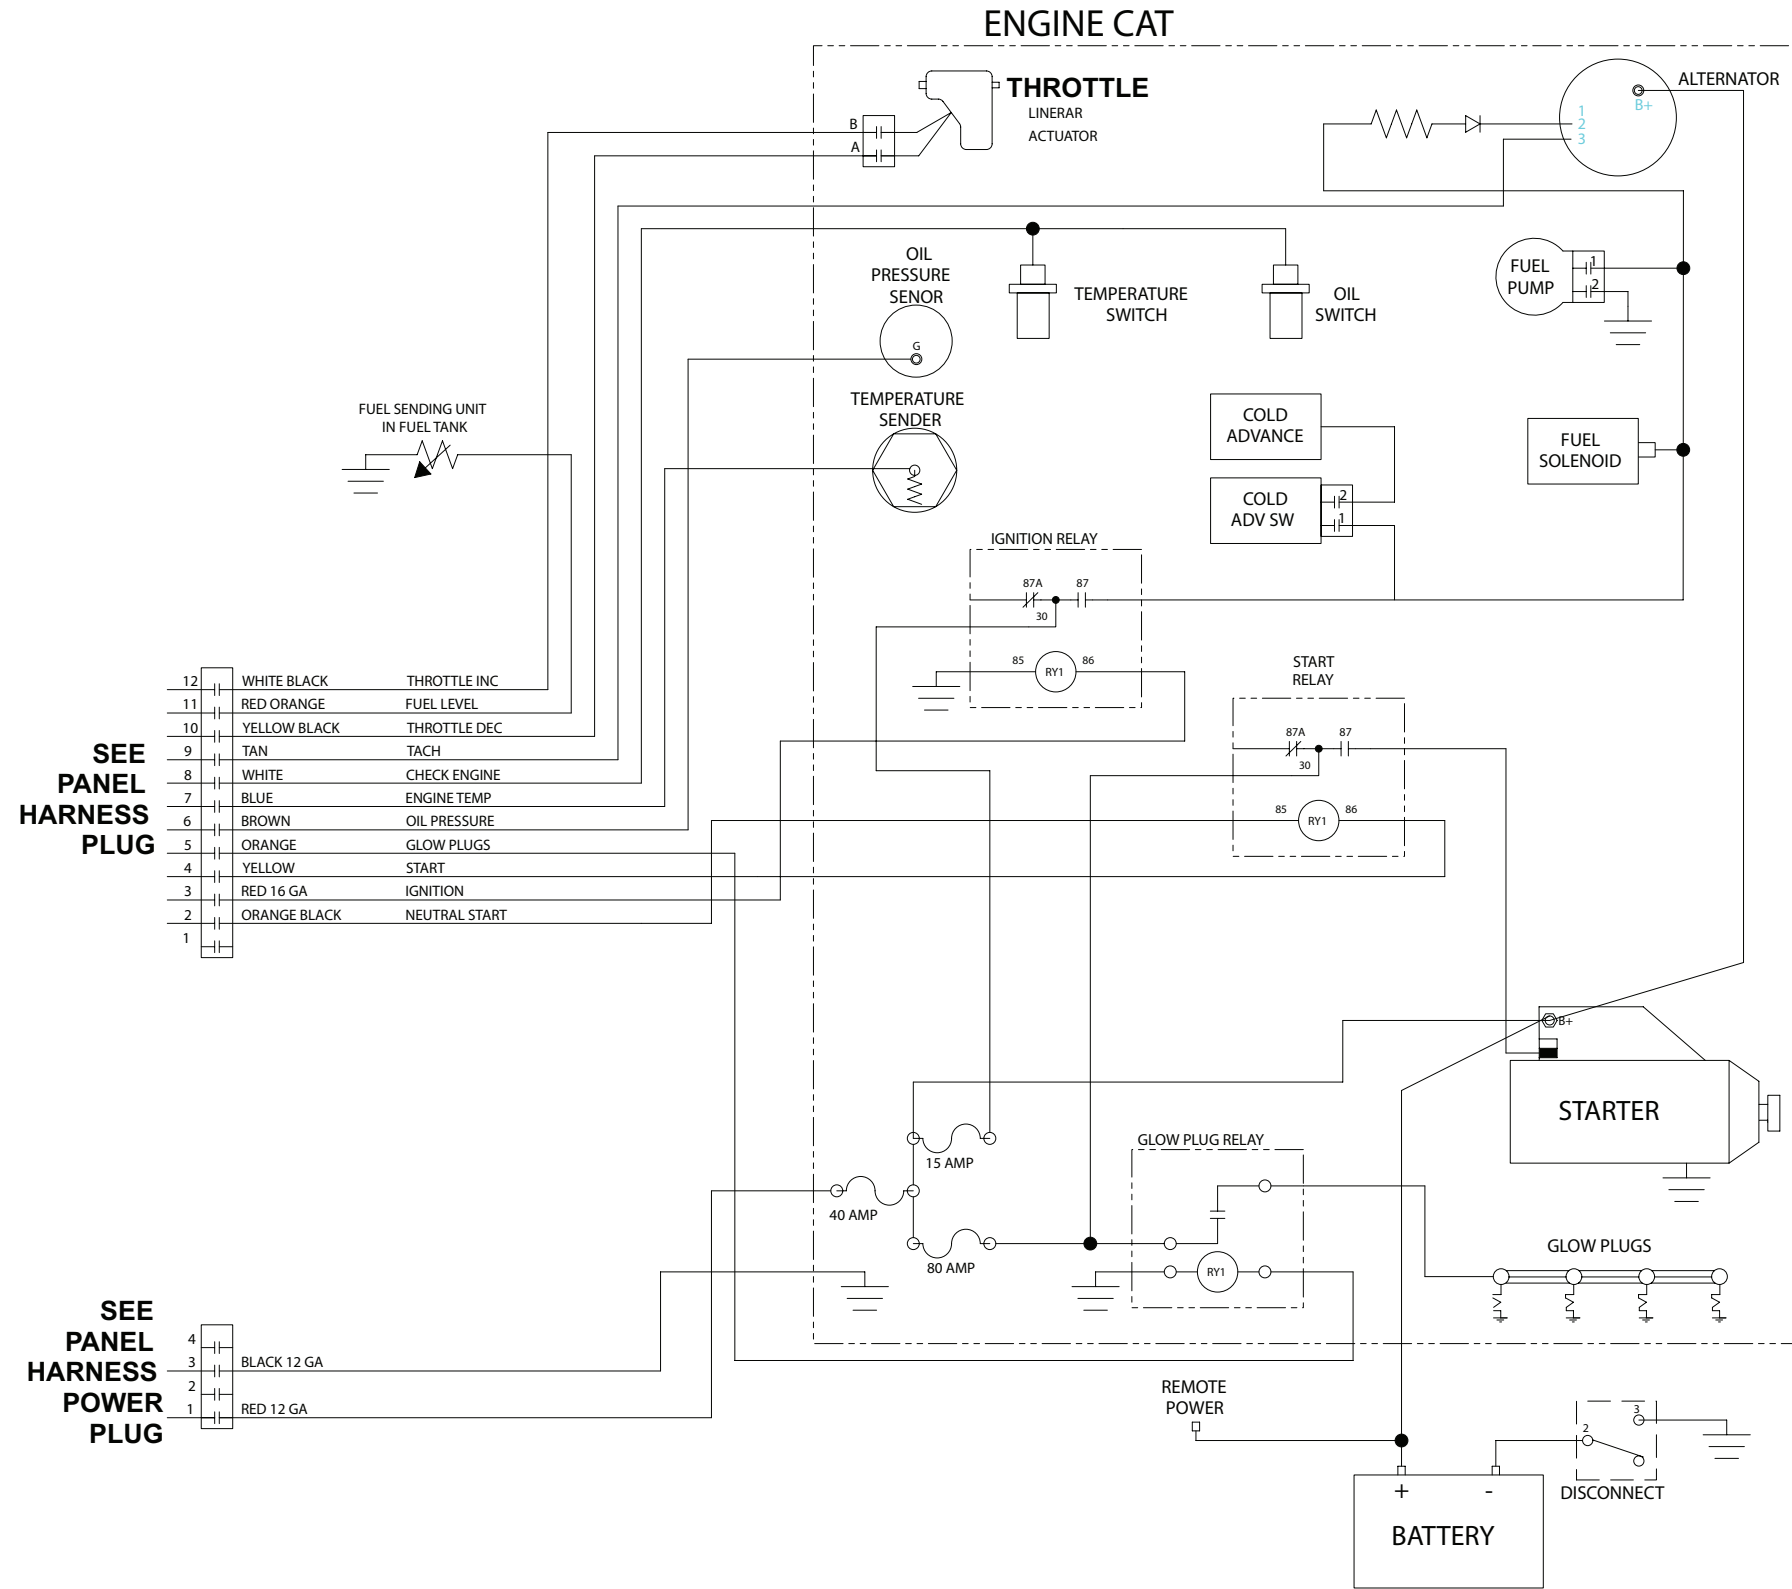 ENGINE CAT
THROTTLE
LINERAR
ACTUATOR
B
A
ALTERNATOR
B+
1
2
3
OIL
PRESSURE
SENOR
G
TEMPERATURE
SWITCH
OIL
SWITCH
FUEL
PUMP
1
2
TEMPERATURE
SENDER
FUEL SENDING UNIT
IN FUEL TANK
COLD
ADVANCE
COLD
ADV SW
2
1
FUEL
SOLENOID
IGNITION RELAY
87A
87
30
85
RY1
86
START
RELAY
87A
87
30
85
RY1
86
SEE
PANEL
HARNESS
PLUG
12 WHITE BLACK THROTTLE INC
11 RED ORANGE FUEL LEVEL
10 YELLOW BLACK THROTTLE DEC
9 TAN TACH
8 WHITE CHECK ENGINE
7 BLUE ENGINE TEMP
6 BROWN OIL PRESSURE
5 ORANGE GLOW PLUGS
4 YELLOW START
3 RED 16 GA IGNITION
2 ORANGE BLACK NEUTRAL START
1
B+
STARTER
15 AMP
40 AMP
80 AMP
GLOW PLUG RELAY
RY1
GLOW PLUGS
SEE
PANEL
HARNESS
POWER
PLUG
4
3 BLACK 12 GA
2
1 RED 12 GA
REMOTE
POWER
3
2
DISCONNECT
+
-
BATTERY